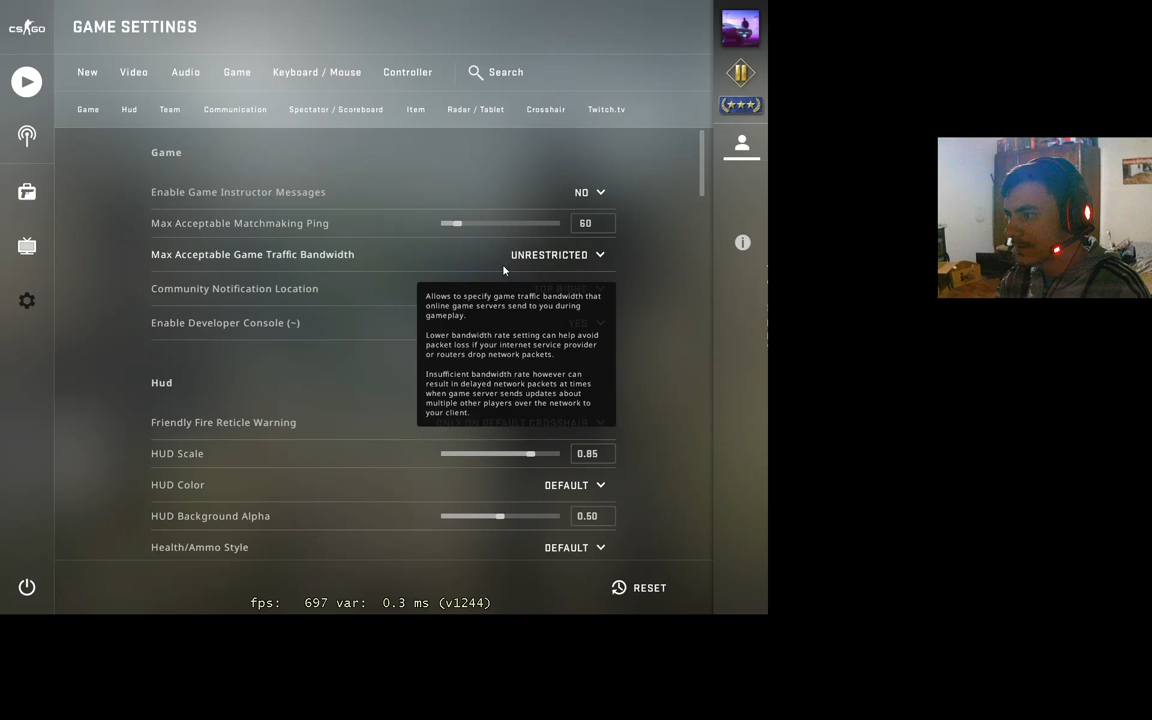 CS GO
GAME SETTINGS
New Video Audio Game Keyboard / Mouse Controller Search
Game Hud Team Communication Spectator / Scoreboard Item Radar / Tablet Crosshair Twitch.tv
Game
Enable Game Instructor Messages NO
Max Acceptable Matchmaking Ping 60
Max Acceptable Game Traffic Bandwidth UNRESTRICTED
Community Notification Location TOP RIGHT
Enable Developer Console (~) YES
Allows to specify game traffic bandwidth that
online game servers send to you during
gameplay.
Lower bandwidth rate setting can help avoid
packet loss if your internet service provider
or routers drop network packets.
Insufficient bandwidth rate however can
result in delayed network packets at times
when game server sends updates about
multiple other players over the network to
your client.
Hud
Friendly Fire Reticle Warning ONLY ON DEFAULT CROSSHAIR
HUD Scale 0.85
HUD Color DEFAULT
HUD Background Alpha 0.50
Health/Ammo Style DEFAULT
RESET
fps: 697 var: 0.3 ms (v1244)